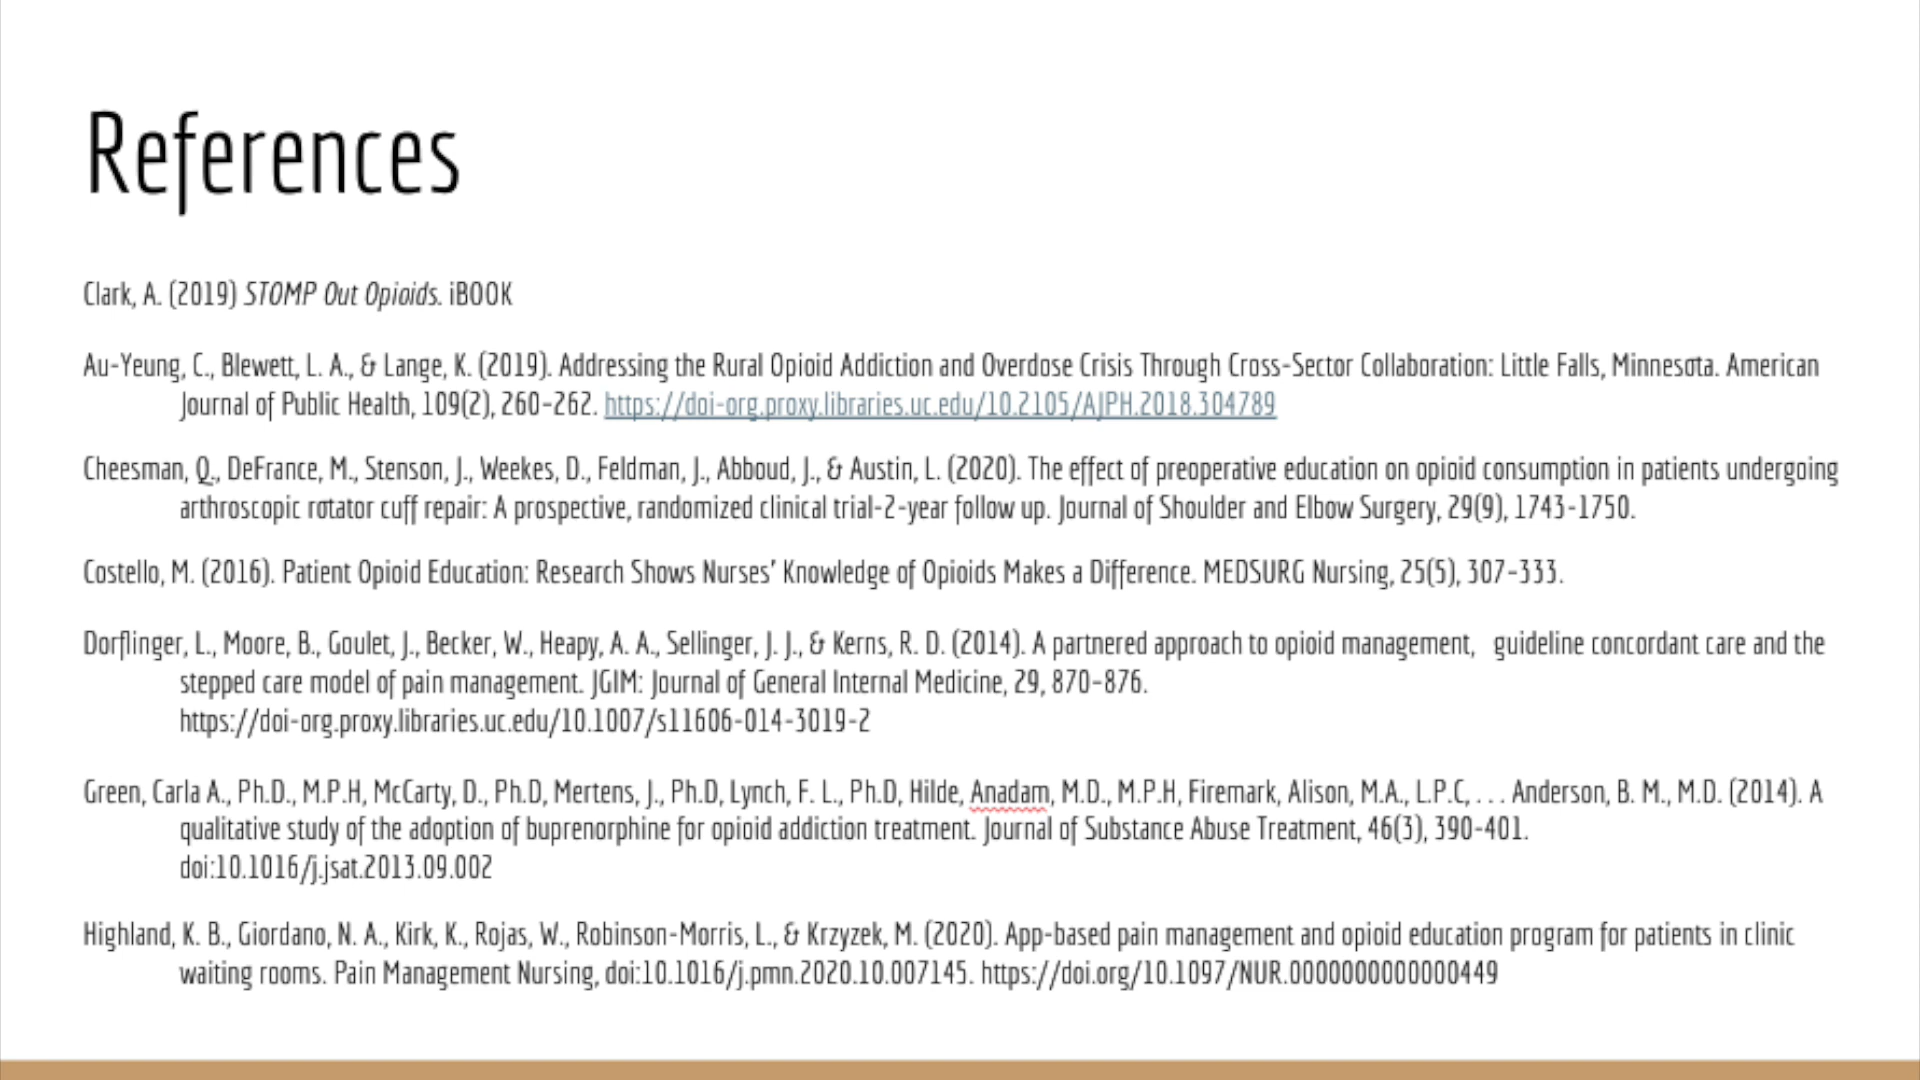 References
Clark, A. (2019) STOMP Out Opioids. iBOOK
Au-Yeung, C., Blewett, L. A., & Lange, K. (2019). Addressing the Rural Opioid Addiction and Overdose Crisis Through Cross-Sector Collaboration: Little Falls, Minnesota. American
Journal of Public Health, 109(2), 260–262. https://doi-org.proxy.libraries.uc.edu/10.2105/AJPH.2018.304789
Cheesman, Q., DeFrance, M., Stenson, J., Weekes, D., Feldman, J., Abboud, J., & Austin, L. (2020). The effect of preoperative education on opioid consumption in patients undergoing
arthroscopic rotator cuff repair: A prospective, randomized clinical trial-2-year follow up. Journal of Shoulder and Elbow Surgery, 29(9), 1743-1750.
Costello, M. (2016). Patient Opioid Education: Research Shows Nurses’ Knowledge of Opioids Makes a Difference. MEDSURG Nursing, 25(5), 307–333.
Dorflinger, L., Moore, B., Goulet, J., Becker, W., Heapy, A. A., Sellinger, J. J., & Kerns, R. D. (2014). A partnered approach to opioid management, guideline concordant care and the
stepped care model of pain management. JGIM: Journal of General Internal Medicine, 29, 870–876.
https://doi-org.proxy.libraries.uc.edu/10.1007/s11606-014-3019-2
Green, Carla A., Ph.D., M.P.H, McCarty, D., Ph.D, Mertens, J., Ph.D, Lynch, F. L., Ph.D, Hilde, Anadam, M.D., M.P.H, Firemark, Alison, M.A., L.P.C, . . . Anderson, B. M., M.D. (2014). A
qualitative study of the adoption of buprenorphine for opioid addiction treatment. Journal of Substance Abuse Treatment, 46(3), 390-401.
doi:10.1016/j.jsat.2013.09.002
Highland, K. B., Giordano, N. A., Kirk, K., Rojas, W., Robinson-Morris, L., & Krzyzek, M. (2020). App-based pain management and opioid education program for patients in clinic
waiting rooms. Pain Management Nursing, doi:10.1016/j.pmn.2020.10.007145. https://doi.org/10.1097/NUR.0000000000000449